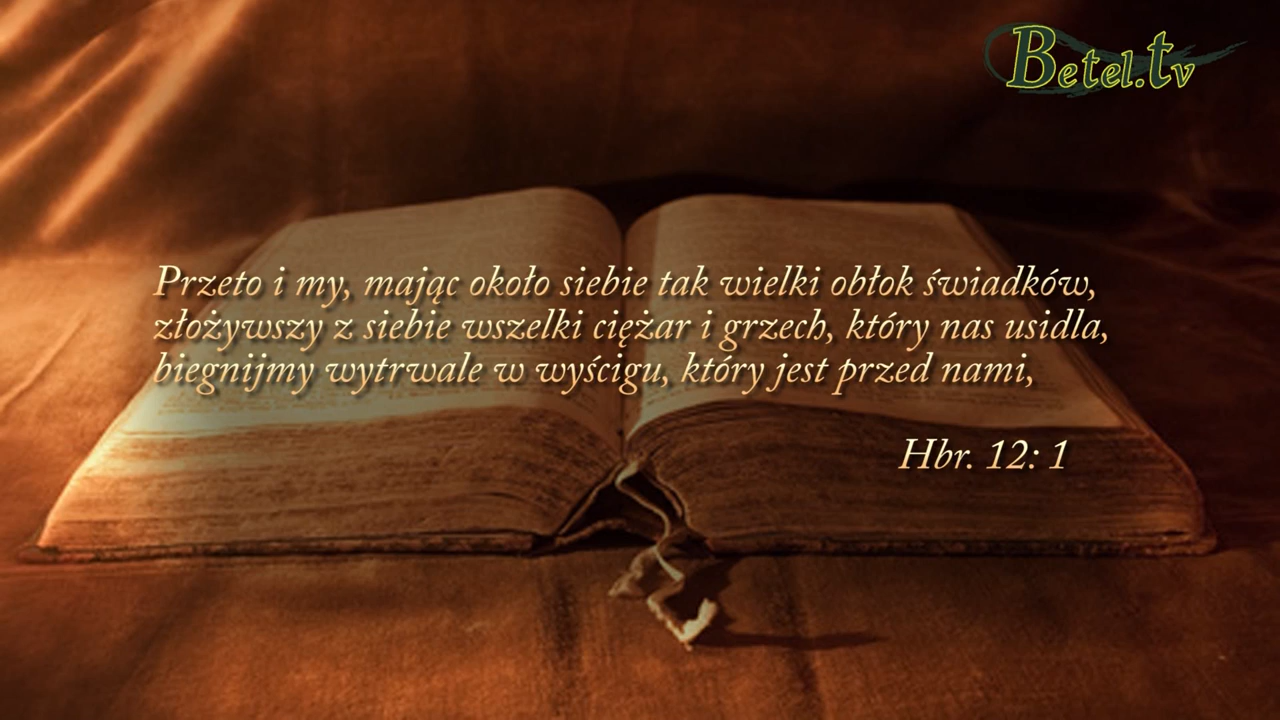 Betel.tv
Przeto i my, mając około siebie tak wielki obłok świadków,
złożywszy z siebie wszelki ciężar i grzech, który nas usidla,
biegnijmy wytrwale w wyścigu, który jest przed nami,
Hbr. 12: 1